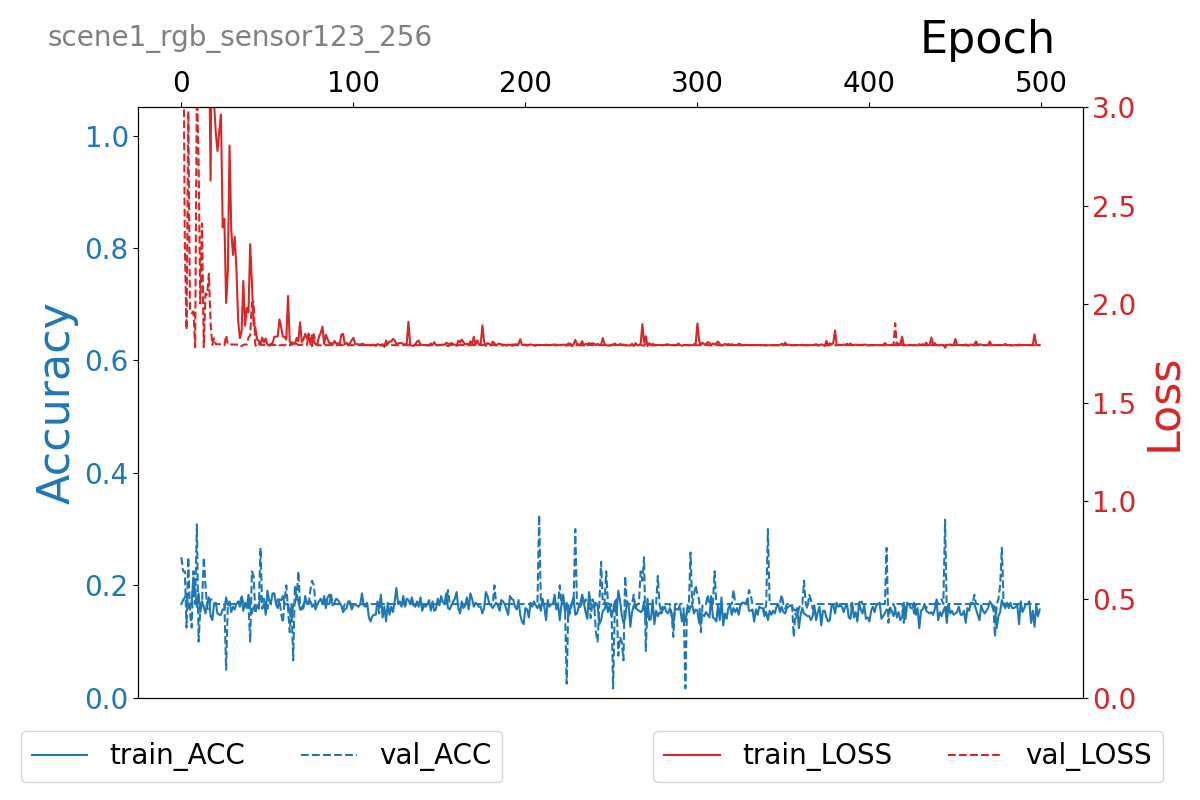 scene1_rgb_sensor123_256
Epoch
0 100 200 300 400 500
1.0
0.8
0.6
0.4
0.2
0.0
Accuracy
3.0
2.5
2.0
1.5
1.0
0.5
0.0
Loss
train_ACC val_ACC
train_LOSS val_LOSS